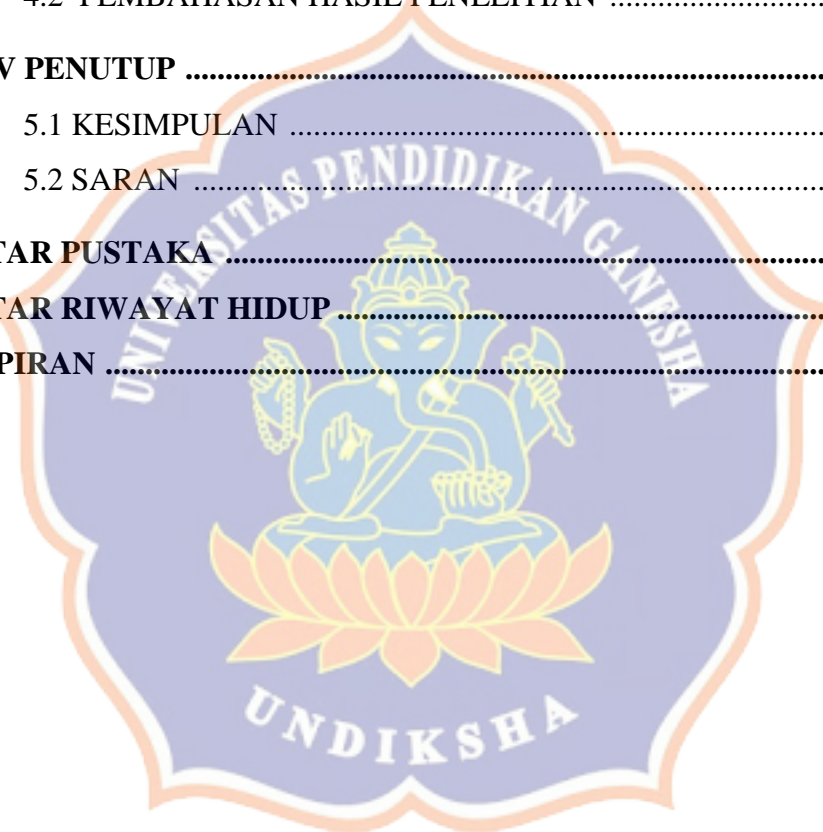 4.2 PEMBAHASAN HASIL PENELITIAN ..........................
V PENUTUP ................................................................................
5.1 KESIMPULAN ...................................................................
5.2 SARAN ...............................................................................
TAR PUSTAKA ...........................................................................
TAR RIWAYAT HIDUP .............................................................
PIRAN ..........................................................................................
UNIVERSITAS PENDIDIKAN GANESHA
UNDIKSHA